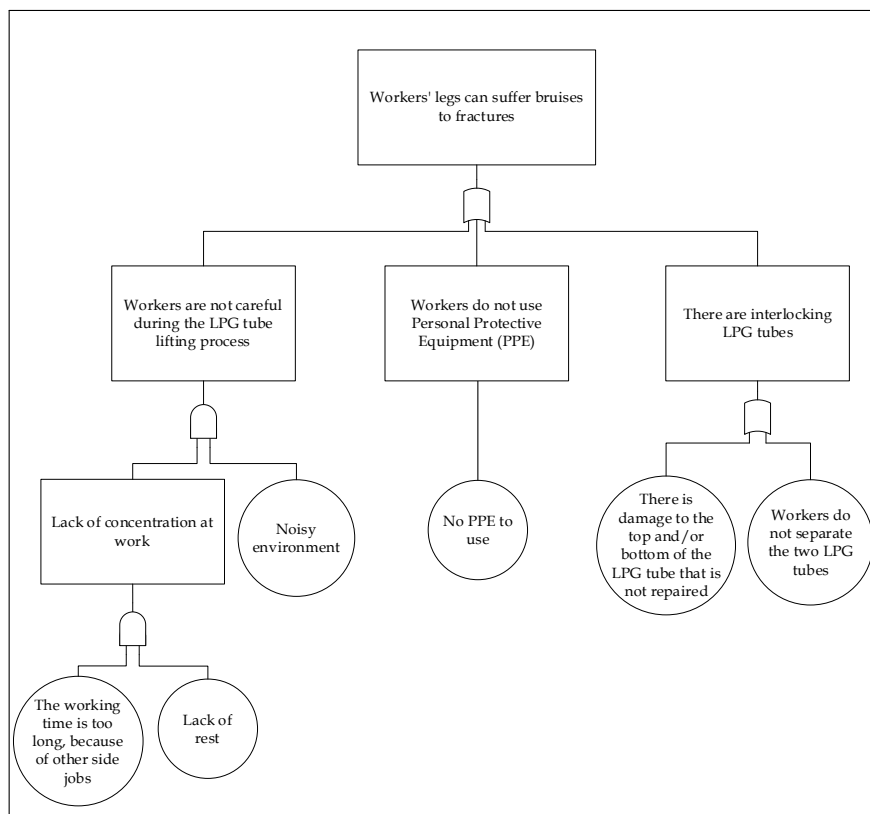 Workers' legs can suffer bruises
to fractures
Workers are not careful
during the LPG tube
lifting process
Workers do not use
Personal Protective
Equipment (PPE)
There are interlocking
LPG tubes
Lack of concentration at
work
Noisy
environment
No PPE to
use
There is
damage to the
top and/or
bottom of the
LPG tube that is
not repaired
Workers do
not separate
the two LPG
tubes
The working
time is too
long, because
of other side
jobs
Lack of
rest